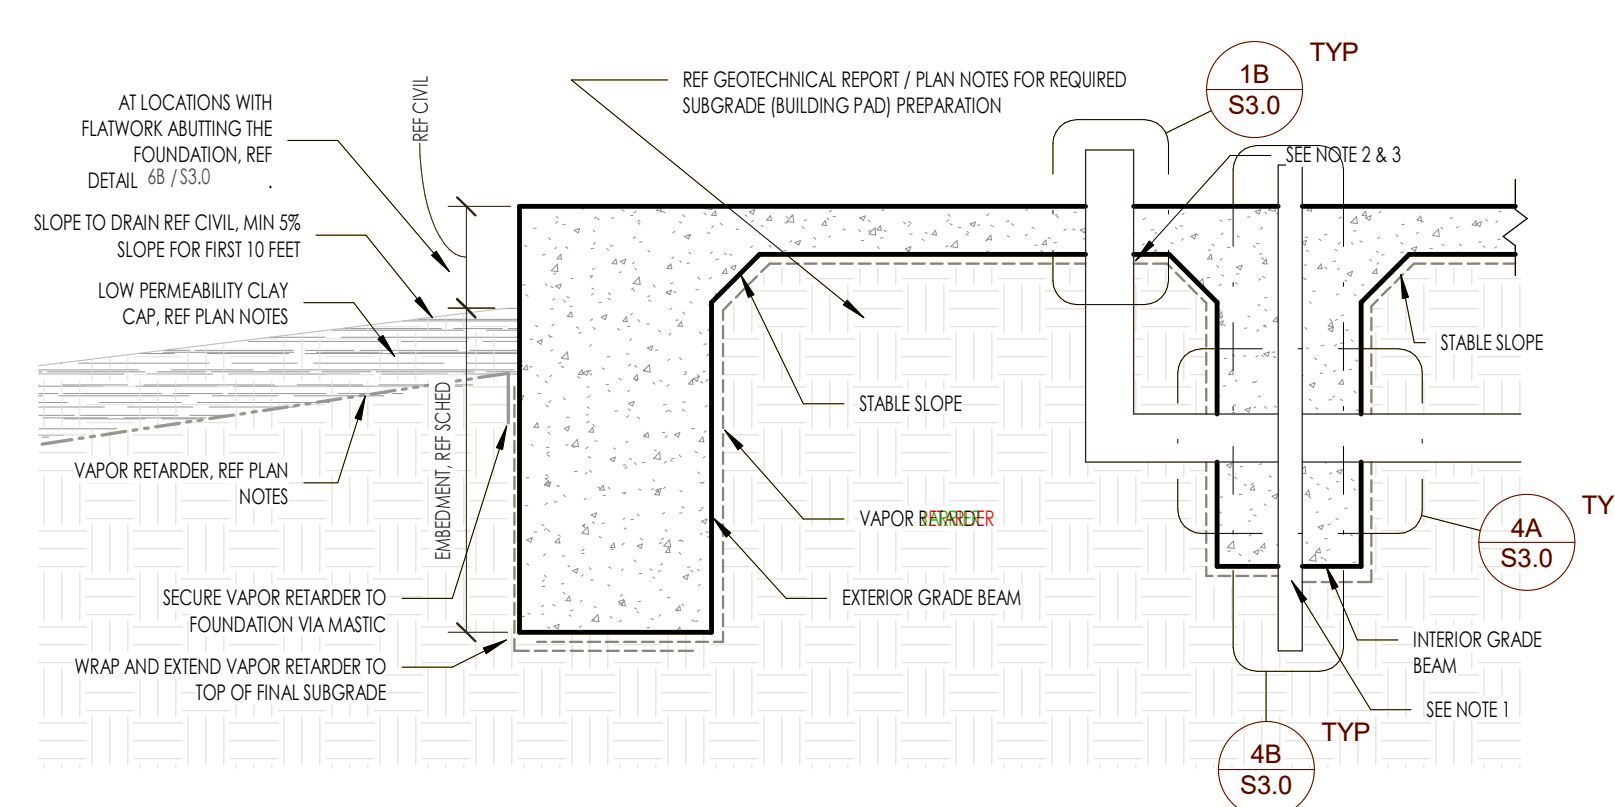 AT LOCATIONS WITH
FLATWORK ABUTTING THE
FOUNDATION, REF
DETAIL 6B / S3.0 .
SLOPE TO DRAIN REF CIVIL, MIN 5%
SLOPE FOR FIRST 10 FEET
LOW PERMEABILITY CLAY
CAP, REF PLAN NOTES
VAPOR RETARDER, REF PLAN
NOTES
SECURE VAPOR RETARDER TO
FOUNDATION VIA MASTIC
WRAP AND EXTEND VAPOR RETARDER TO
TOP OF FINAL SUBGRADE
REF CIVIL
EMBEDMENT, REF SCHED
REF GEOTECHNICAL REPORT / PLAN NOTES FOR REQUIRED
SUBGRADE (BUILDING PAD) PREPARATION
STABLE SLOPE
VAPOR RETARDER
EXTERIOR GRADE BEAM
1B
S3.0
TYP
SEE NOTE 2 & 3
STABLE SLOPE
4A
S3.0
TY
INTERIOR GRADE
BEAM
SEE NOTE 1
4B
S3.0
TYP